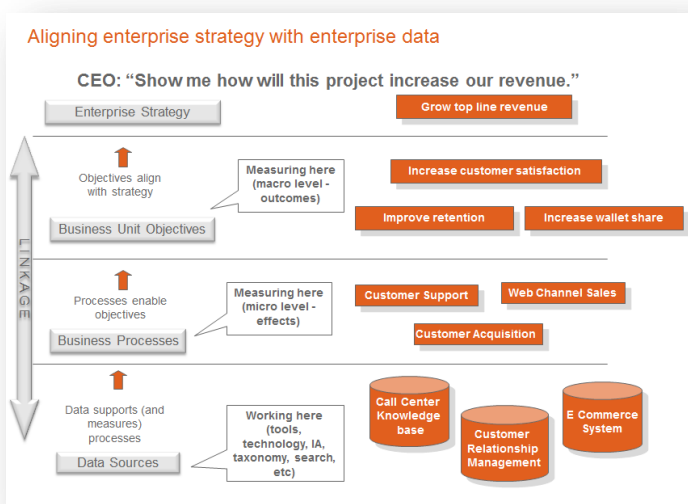 Aligning enterprise strategy with enterprise data
CEO: “Show me how will this project increase our revenue.”
Enterprise Strategy
Grow top line revenue
LINKAGE
Objectives align
with strategy
Business Unit Objectives
Measuring here
(macro level -
outcomes)
Increase customer satisfaction
Improve retention
Increase wallet share
Processes enable
objectives
Business Processes
Measuring here
(micro level -
effects)
Customer Support
Web Channel Sales
Customer Acquisition
Data supports (and
measures)
processes
Data Sources
Working here
(tools,
technology, IA,
taxonomy, search,
etc)
Call Center
Knowledge
base
Customer
Relationship
Management
E Commerce
System